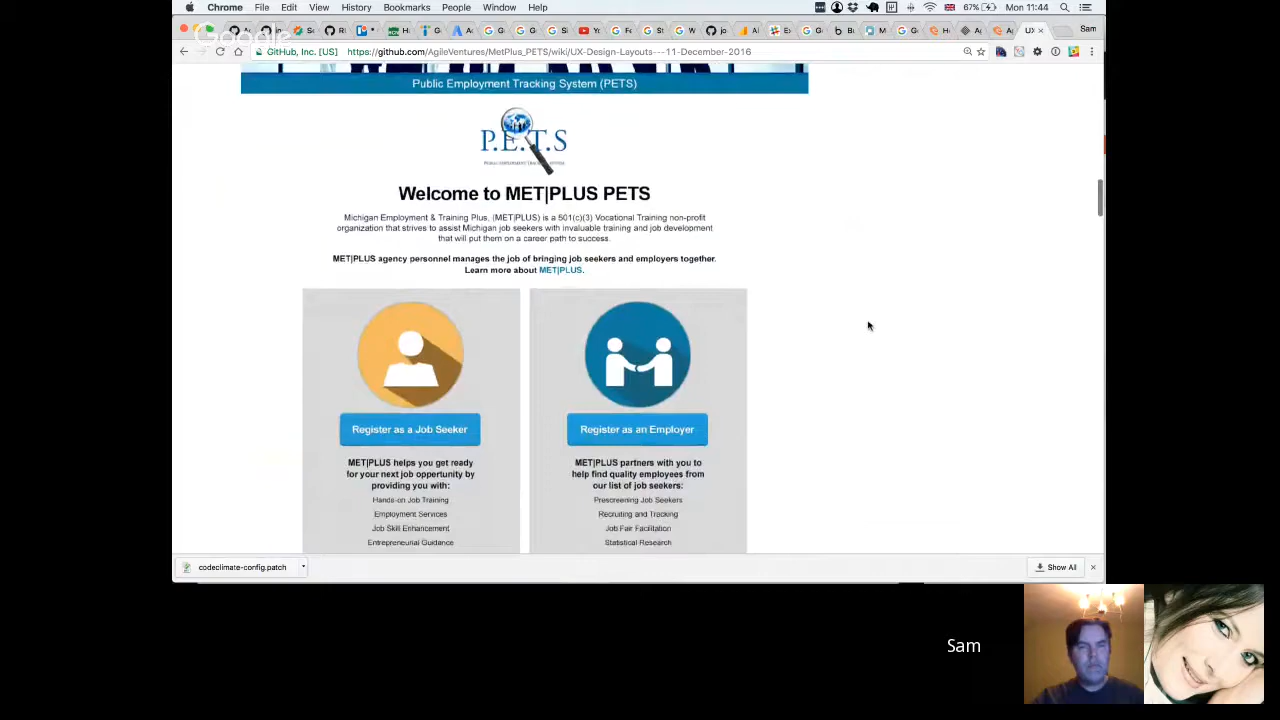 Chrome File Edit View History Bookmarks People Window Help
67% Mon 11:44
Google
Sam
GitHub, Inc. [US] https://github.com/AgileVentures/MetPlus_PETS/wiki/UX-Design-Layouts---11-December-2016
Public Employment Tracking System (PETS)
P.E.T.S
PUBLIC EMPLOYMENT TRACKING SYSTEM
Welcome to MET|PLUS PETS
Michigan Employment & Training Plus, (MET|PLUS) is a 501(c)(3) Vocational Training non-profit
organization that strives to assist Michigan job seekers with invaluable training and job development
that will put them on a career path to success.
MET|PLUS agency personnel manages the job of bringing job seekers and employers together.
Learn more about MET|PLUS.
Register as a Job Seeker
MET|PLUS helps you get ready
for your next job opportunity by
providing you with:
Hands-on Job Training
Employment Services
Job Skill Enhancement
Entrepreneurial Guidance
Register as an Employer
MET|PLUS partners with you to
help find quality employees from
our list of job seekers:
Prescreening Job Seekers
Recruiting and Tracking
Job Fair Facilitation
Statistical Research
codeclimate-config.patch
Show All
Sam